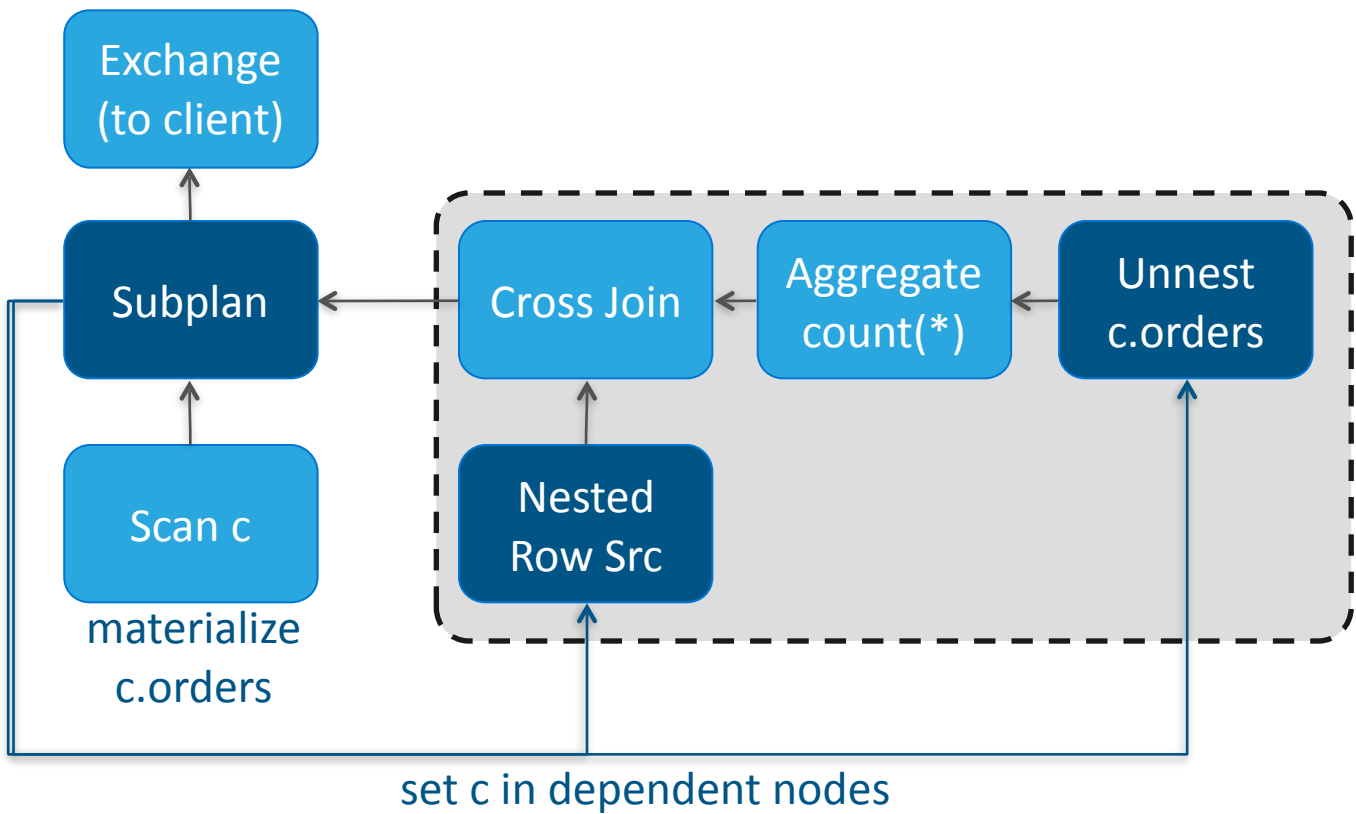 Exchange
(to client)
Subplan
Cross Join
Aggregate
count(*)
Unnest
c.orders
Scan c
Nested
Row Src
materialize
c.orders
set c in dependent nodes